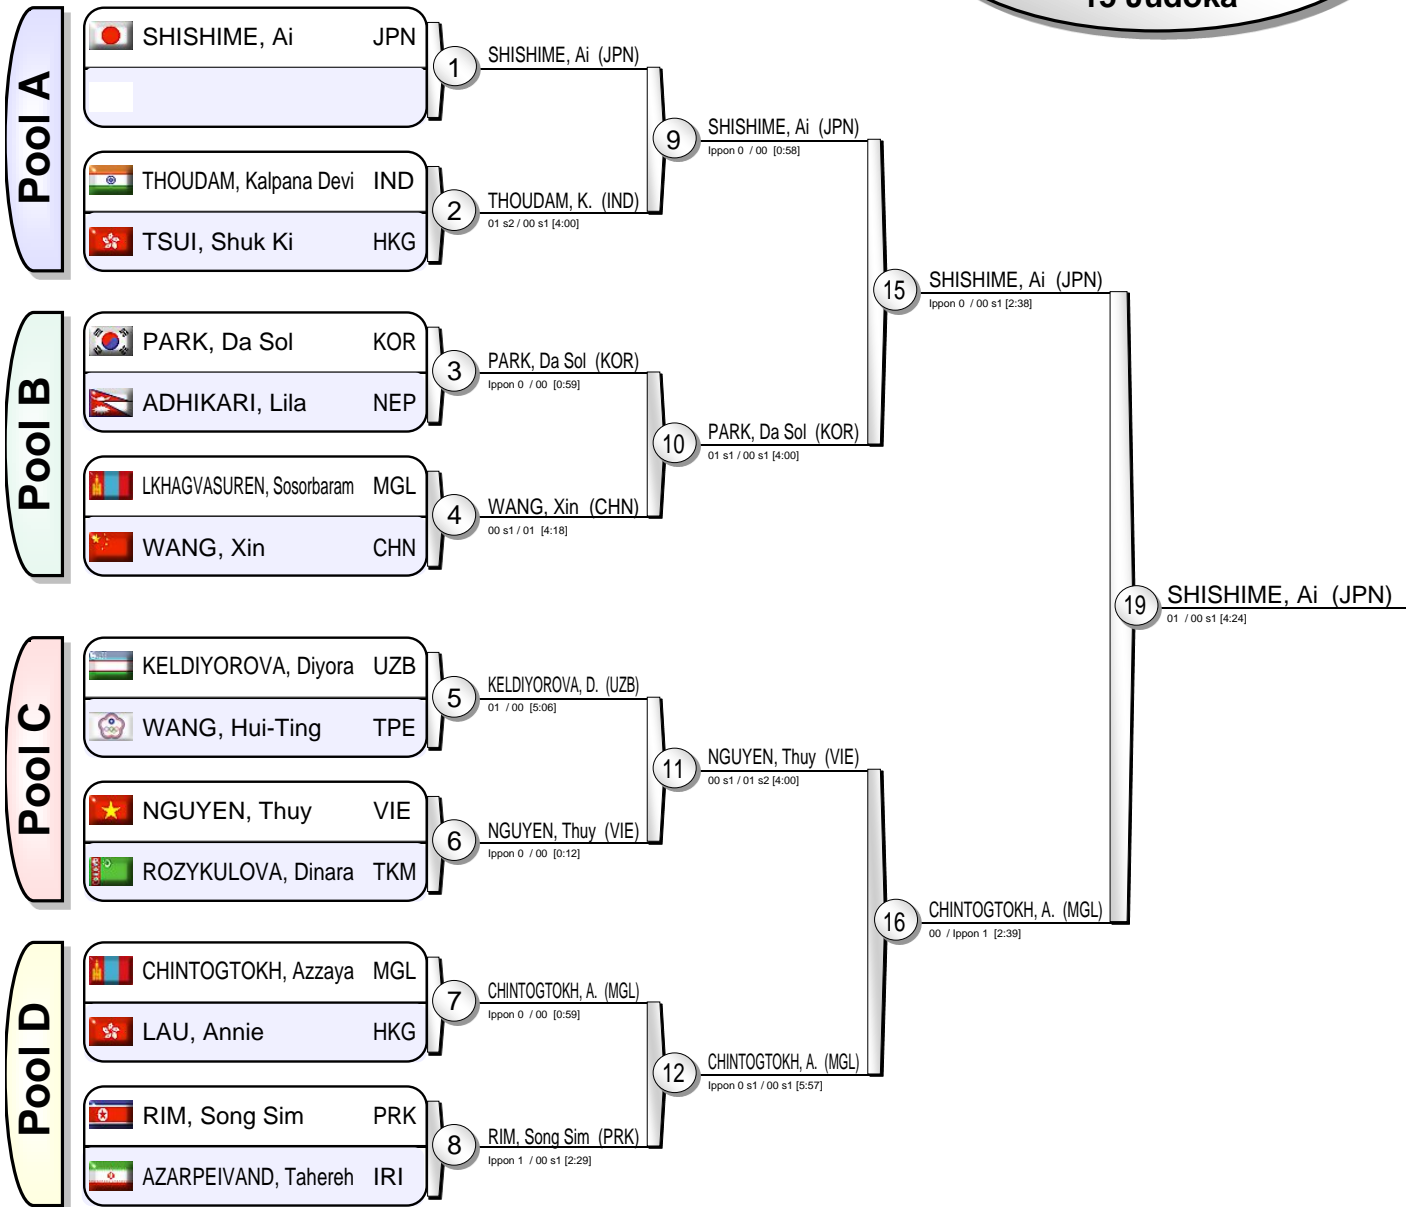 15 Judoka
Pool A
SHISHIME, Ai JPN
THOUDAM, Kalpana Devi IND
TSUI, Shuk Ki HKG
Pool B
PARK, Da Sol KOR
ADHIKARI, Lila NEP
LKHAGVASUREN, Sosorbaram MGL
WANG, Xin CHN
Pool C
KELDIYOROVA, Diyora UZB
WANG, Hui-Ting TPE
NGUYEN, Thuy VIE
ROZYKULOVA, Dinara TKM
Pool D
CHINTOGTOKH, Azzaya MGL
LAU, Annie HKG
RIM, Song Sim PRK
AZARPEIVAND, Tahereh IRI
1 SHISHIME, Ai (JPN)
2 THOUDAM, K. (IND)
01 s2 / 00 s1 [4:00]
3 PARK, Da Sol (KOR)
Ippon 0 / 00 [0:59]
4 WANG, Xin (CHN)
00 s1 / 01 [4:18]
5 KELDIYOROVA, D. (UZB)
01 / 00 [5:06]
6 NGUYEN, Thuy (VIE)
Ippon 0 / 00 [0:12]
7 CHINTOGTOKH, A. (MGL)
Ippon 0 / 00 [0:59]
8 RIM, Song Sim (PRK)
Ippon 1 / 00 s1 [2:29]
9 SHISHIME, Ai (JPN)
Ippon 0 / 00 [0:58]
10 PARK, Da Sol (KOR)
01 s1 / 00 s1 [4:00]
11 NGUYEN, Thuy (VIE)
00 s1 / 01 s2 [4:00]
12 CHINTOGTOKH, A. (MGL)
Ippon 0 s1 / 00 s1 [5:57]
15 SHISHIME, Ai (JPN)
Ippon 0 / 00 s1 [2:38]
16 CHINTOGTOKH, A. (MGL)
00 / Ippon 1 [2:39]
19 SHISHIME, Ai (JPN)
01 / 00 s1 [4:24]